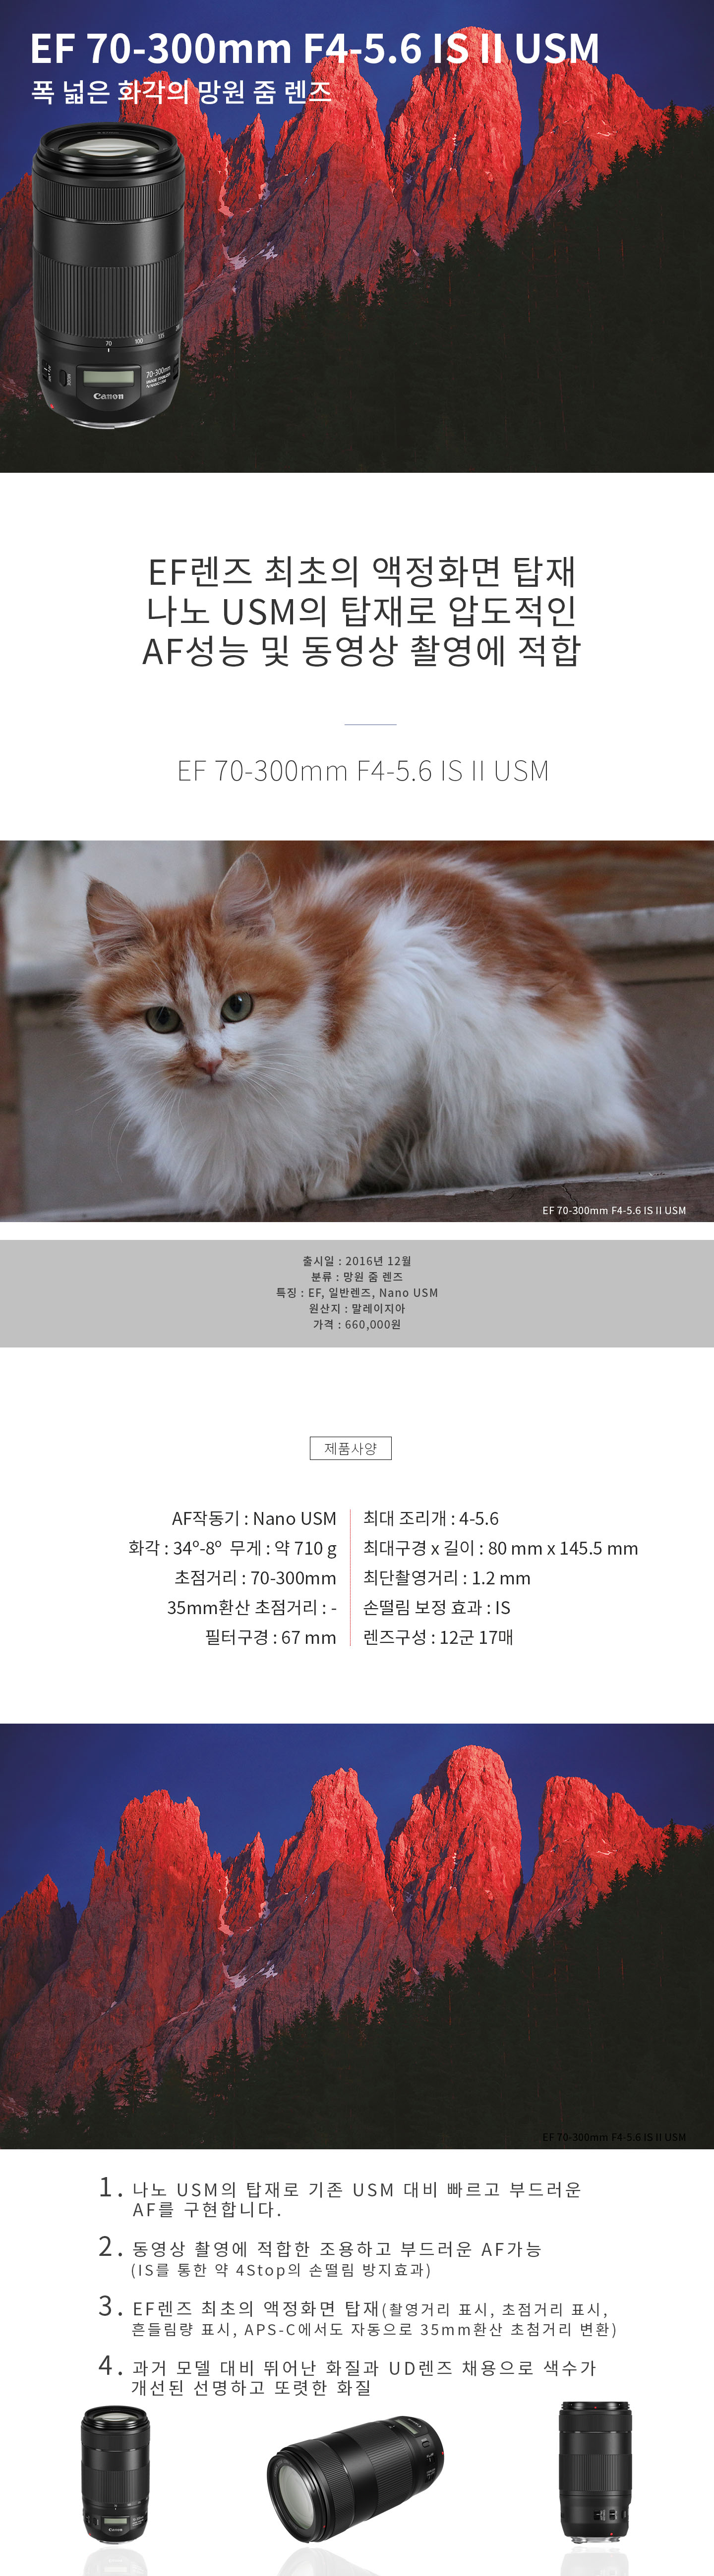 EF 70-300mm F4-5.6 IS II USM
폭 넓은 화각의 망원 줌 렌즈
70 100 135
70-300mm
Canon
EF렌즈 최초의 액정화면 탑재
나노 USM의 탑재로 압도적인
AF성능 및 동영상 촬영에 적합
EF 70-300mm F4-5.6 IS II USM
EF 70-300mm F4-5.6 IS II USM
출시일 : 2016년 12월
분류 : 망원 줌 렌즈
특징 : EF, 일반렌즈, Nano USM
원산지 : 말레이지아
가격 : 660,000원
제품사양
AF작동기 : Nano USM
화각 : 34º-8º 무게 : 약 710 g
초점거리 : 70-300mm
35mm환산 초점거리 : -
필터구경 : 67 mm
최대 조리개 : 4-5.6
최대구경 x 길이 : 80 mm x 145.5 mm
최단촬영거리 : 1.2 mm
손떨림 보정 효과 : IS
렌즈구성 : 12군 17매
EF 70-300mm F4-5.6 IS II USM
1. 나노 USM의 탑재로 기존 USM 대비 빠르고 부드러운
AF를 구현합니다.
2. 동영상 촬영에 적합한 조용하고 부드러운 AF가능
(IS를 통한 약 4Stop의 손떨림 방지효과)
3. EF렌즈 최초의 액정화면 탑재(촬영거리 표시, 초점거리 표시,
흔들림량 표시, APS-C에서도 자동으로 35mm환산 초첨거리 변환)
4. 과거 모델 대비 뛰어난 화질과 UD렌즈 채용으로 색수가
개선된 선명하고 또렷한 화질
Canon